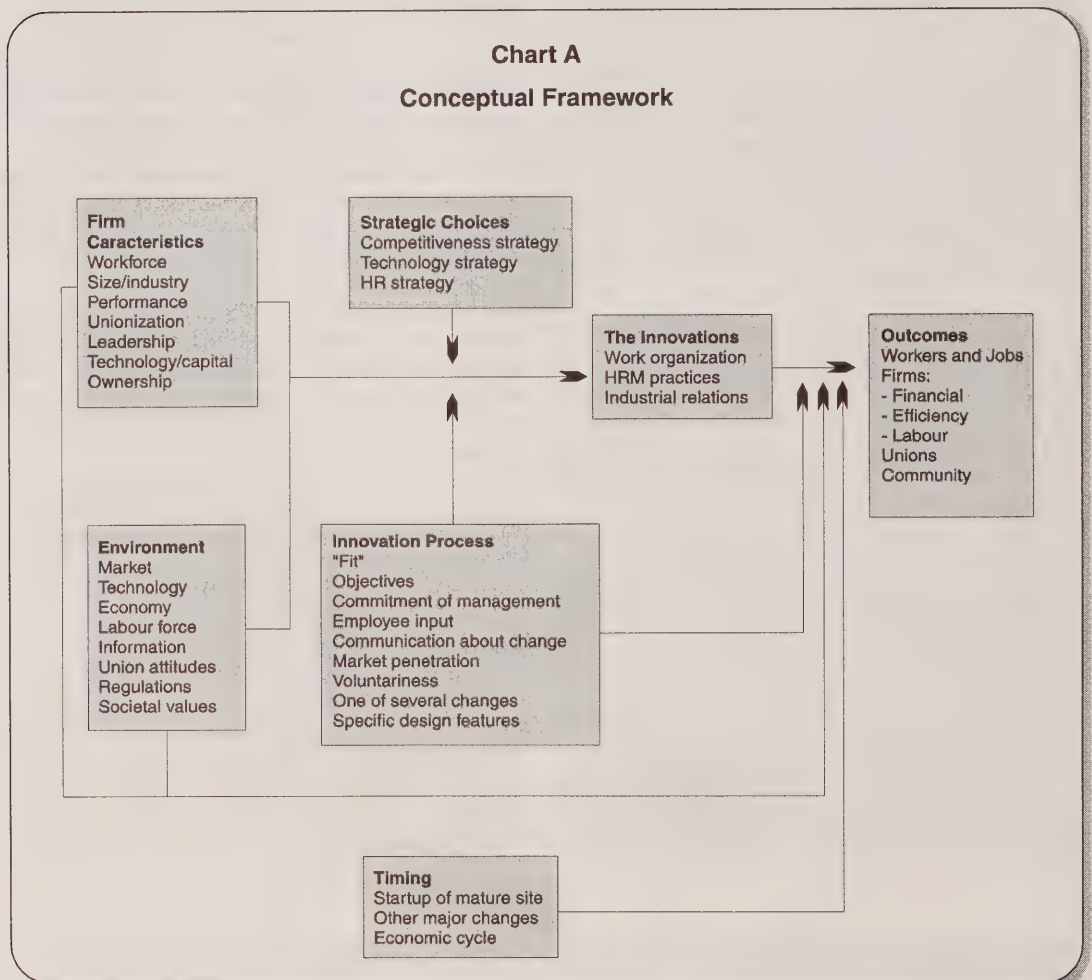 Chart A
Conceptual Framework
Firm
Caracteristics
Workforce
Size/industry
Performance
Unionization
Leadership
Technology/capital
Ownership
Strategic Choices
Competitiveness strategy
Technology strategy
HR strategy
The Innovations
Work organization
HRM practices
Industrial relations
Outcomes
Workers and Jobs
Firms:
- Financial
- Efficiency
- Labour
Unions
Community
Environment
Market
Technology
Economy
Labour force
Information
Union attitudes
Regulations
Societal values
Innovation Process
"Fit"
Objectives
Commitment of management
Employee input
Communication about change
Market penetration
Voluntariness
One of several changes
Specific design features
Timing
Startup of mature site
Other major changes
Economic cycle